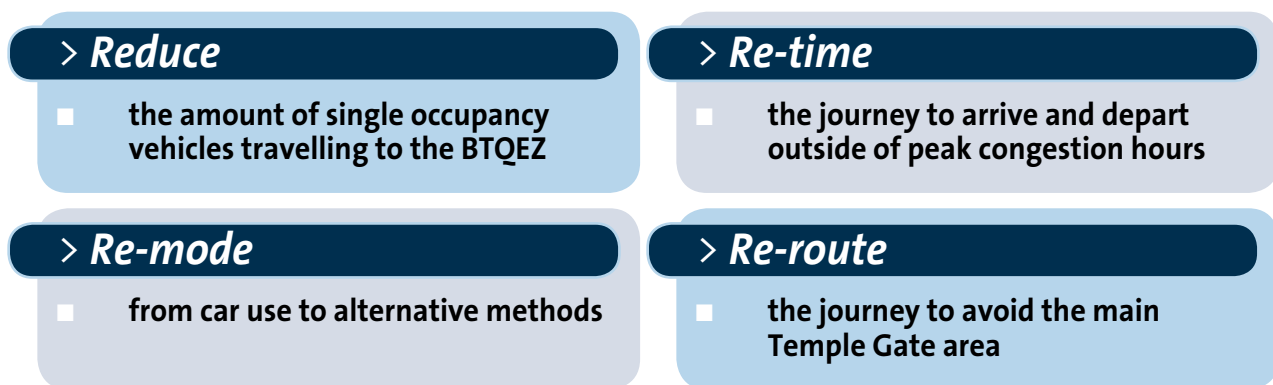 > Reduce
the amount of single occupancy
vehicles travelling to the BTQEZ
> Re-time
the journey to arrive and depart
outside of peak congestion hours
> Re-mode
from car use to alternative methods
> Re-route
the journey to avoid the main
Temple Gate area